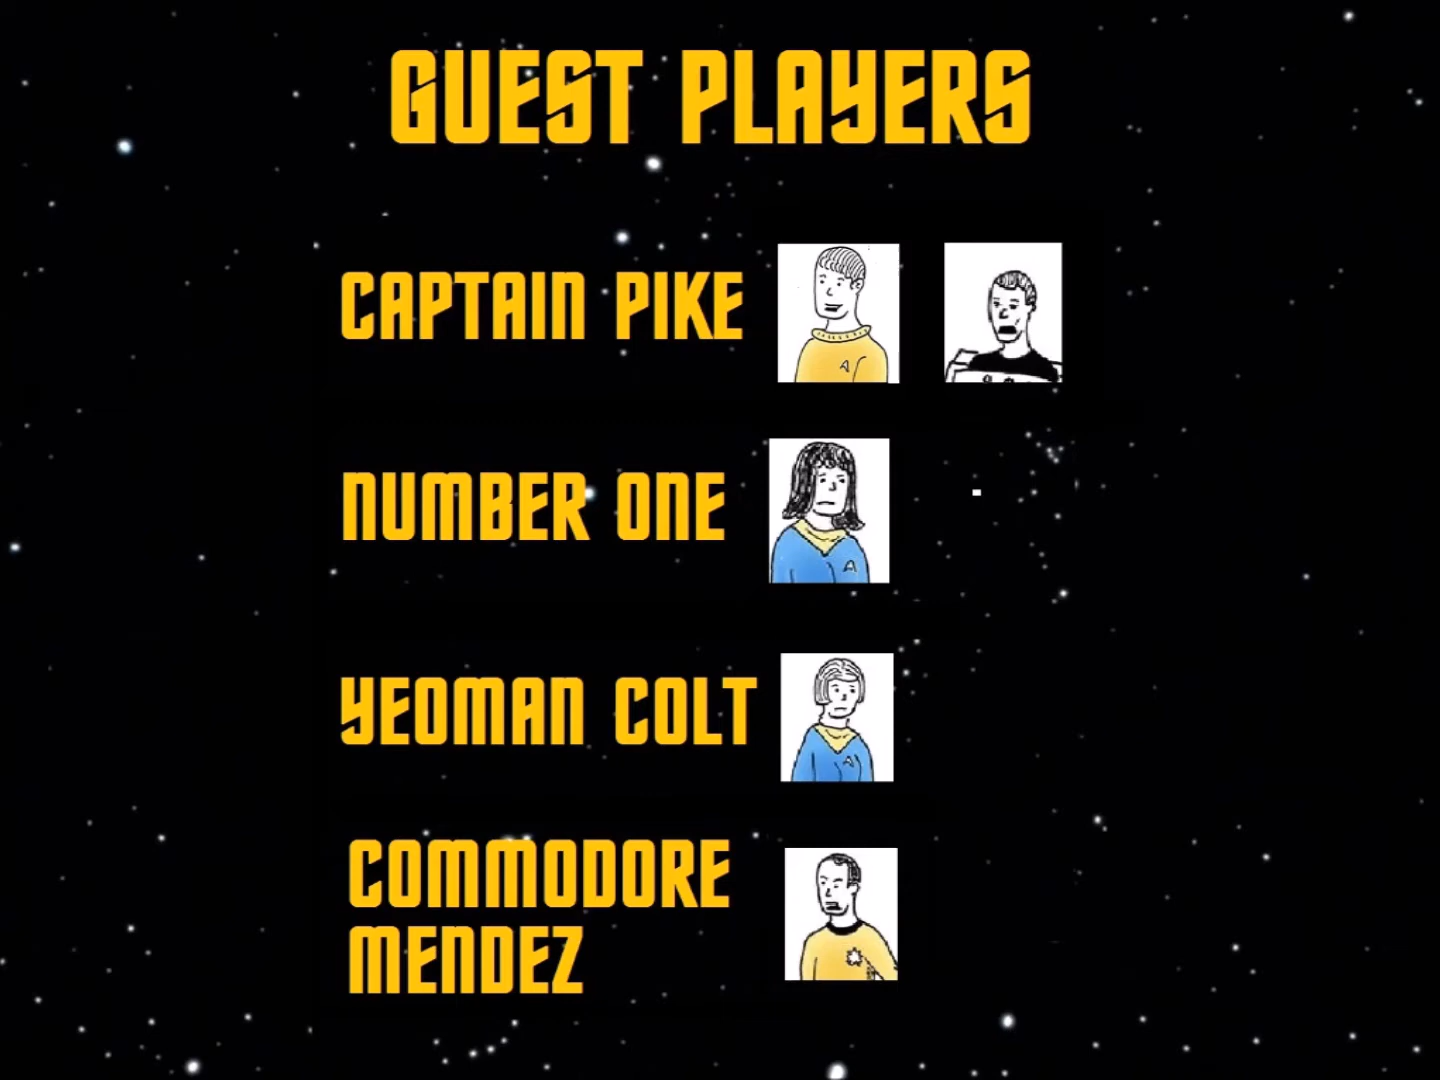 GUEST PLAYERS
CAPTAIN PIKE
NUMBER ONE
YEOMAN COLT
COMMODORE
MENDEZ